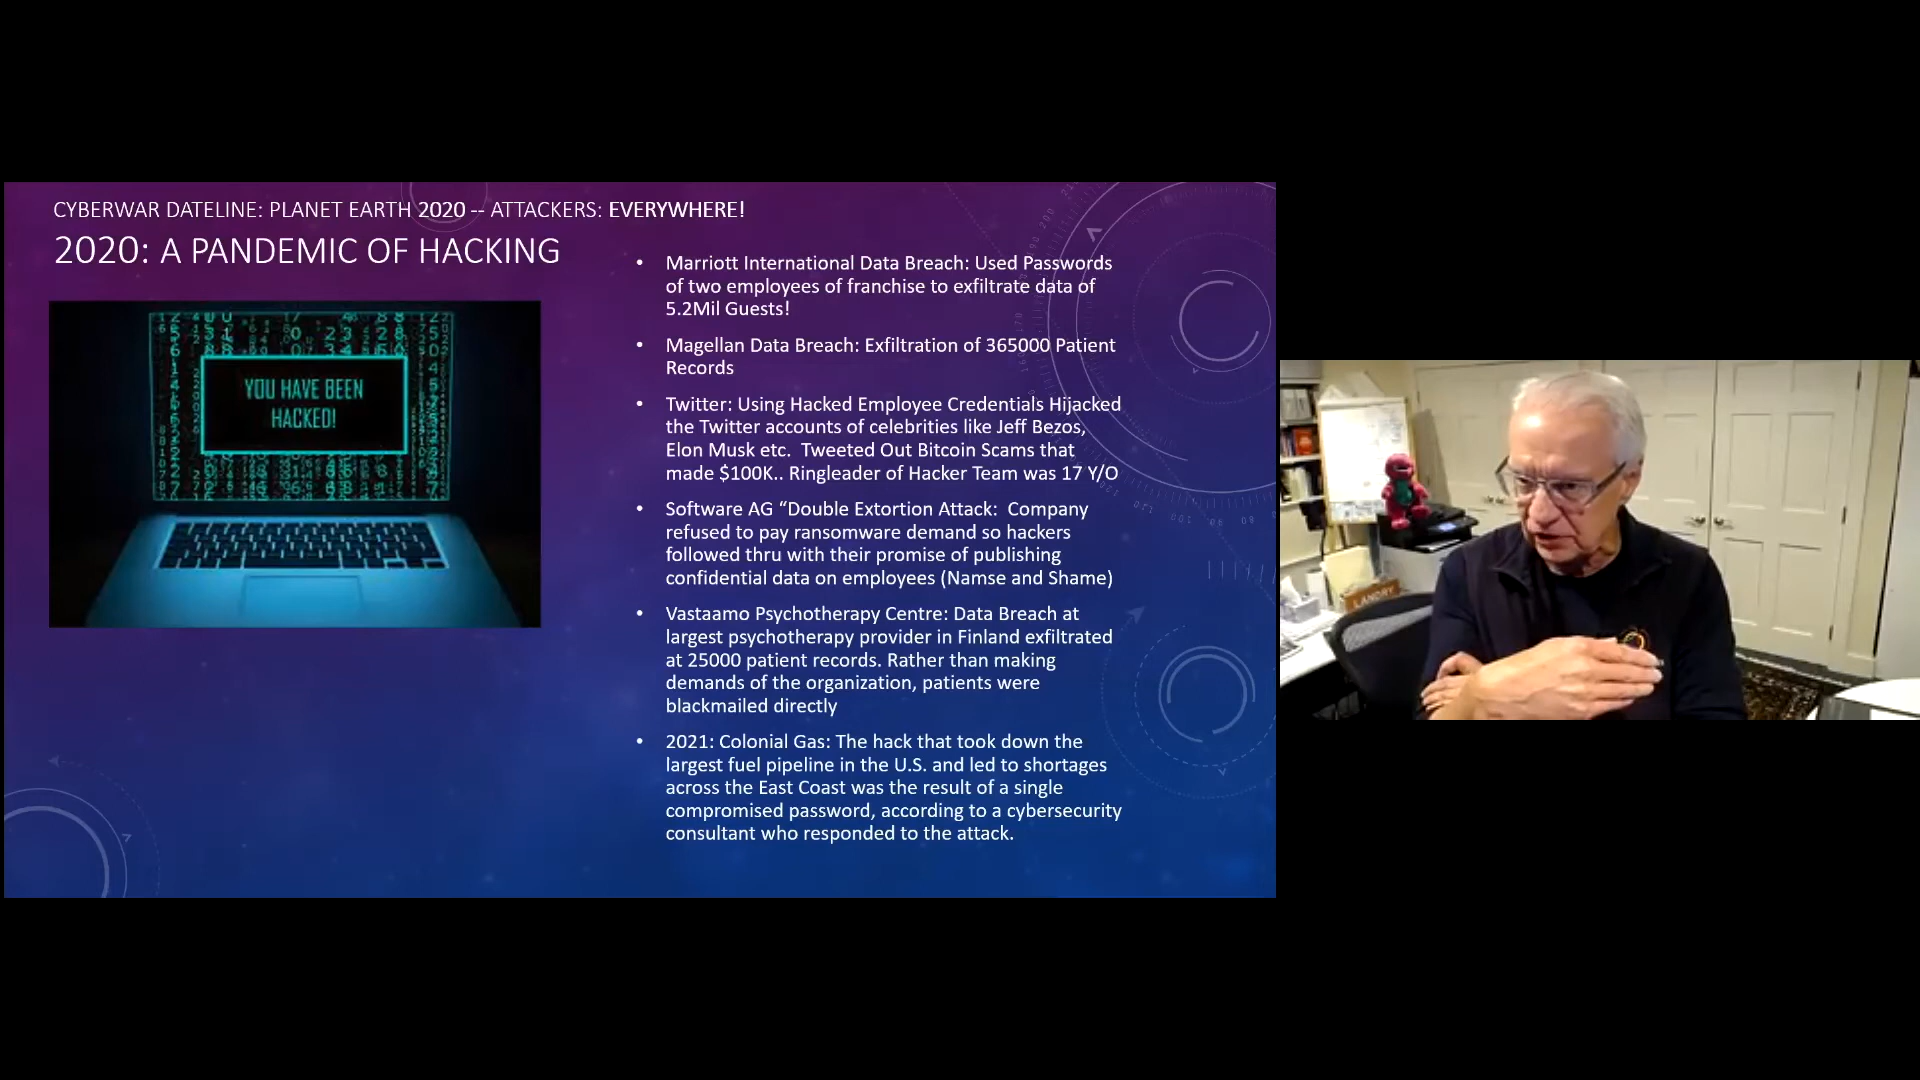 CYBERWAR DATELINE: PLANET EARTH 2020 -- ATTACKERS: EVERYWHERE!
2020: A PANDEMIC OF HACKING
YOU HAVE BEEN
HACKED!
• Marriott International Data Breach: Used Passwords
of two employees of franchise to exfiltrate data of
5.2Mil Guests!
• Magellan Data Breach: Exfiltration of 365000 Patient
Records
• Twitter: Using Hacked Employee Credentials Hijacked
the Twitter accounts of celebrities like Jeff Bezos,
Elon Musk etc.  Tweeted Out Bitcoin Scams that
made $100K.. Ringleader of Hacker Team was 17 Y/O
• Software AG “Double Extortion Attack:  Company
refused to pay ransomware demand so hackers
followed thru with their promise of publishing
confidential data on employees (Namse and Shame)
• Vastaamo Psychotherapy Centre: Data Breach at
largest psychotherapy provider in Finland exfiltrated
at 25000 patient records. Rather than making
demands of the organization, patients were
blackmailed directly
• 2021: Colonial Gas: The hack that took down the
largest fuel pipeline in the U.S. and led to shortages
across the East Coast was the result of a single
compromised password, according to a cybersecurity
consultant who responded to the attack.
LANDRY